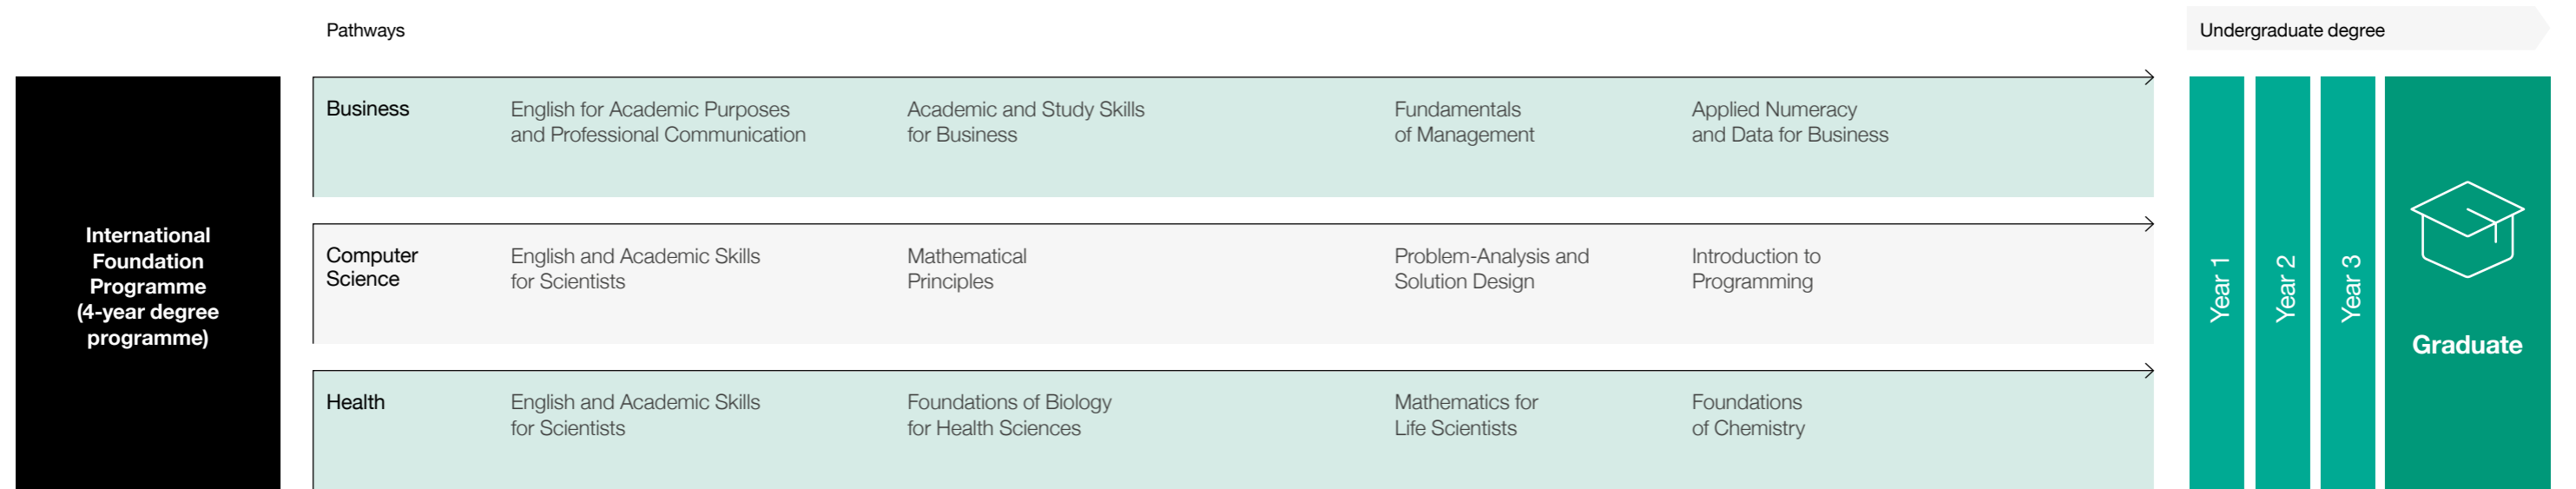 Pathways
Undergraduate degree
International
Foundation
Programme
(4-year degree
programme)
Business
English for Academic Purposes
and Professional Communication
Academic and Study Skills
for Business
Fundamentals
of Management
Applied Numeracy
and Data for Business
Computer
Science
English and Academic Skills
for Scientists
Mathematical
Principles
Problem-Analysis and
Solution Design
Introduction to
Programming
Health
English and Academic Skills
for Scientists
Foundations of Biology
for Health Sciences
Mathematics for
Life Scientists
Foundations
of Chemistry
Year 1
Year 2
Year 3
Graduate